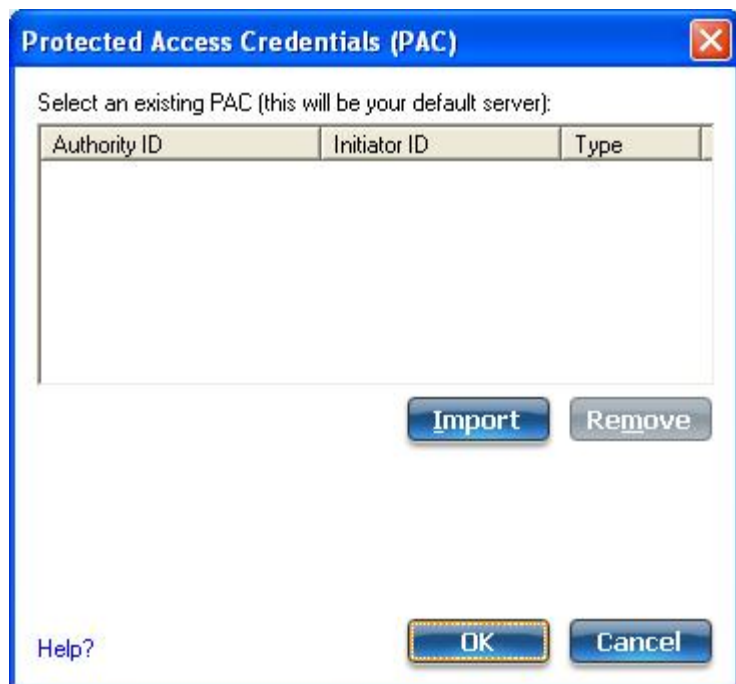 Protected Access Credentials (PAC)
Select an existing PAC (this will be your default server):
Authority ID Initiator ID Type
Import Remove
Help? OK Cancel